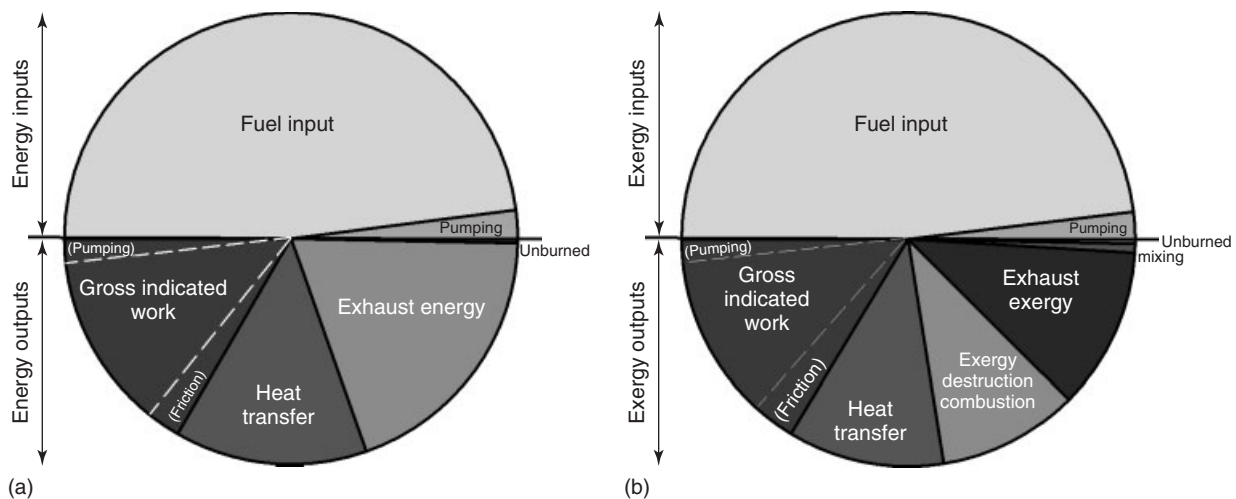 Energy inputs
Energy outputs
Fuel input
Pumping
Unburned
(Pumping)
Gross indicated
work
(Friction)
Heat
transfer
Exhaust energy
(a)
Exergy inputs
Exergy outputs
Fuel input
Pumping
Unburned
mixing
(Pumping)
Gross
indicated
work
(Friction)
Heat
transfer
Exergy
destruction
combustion
Exhaust
exergy
(b)